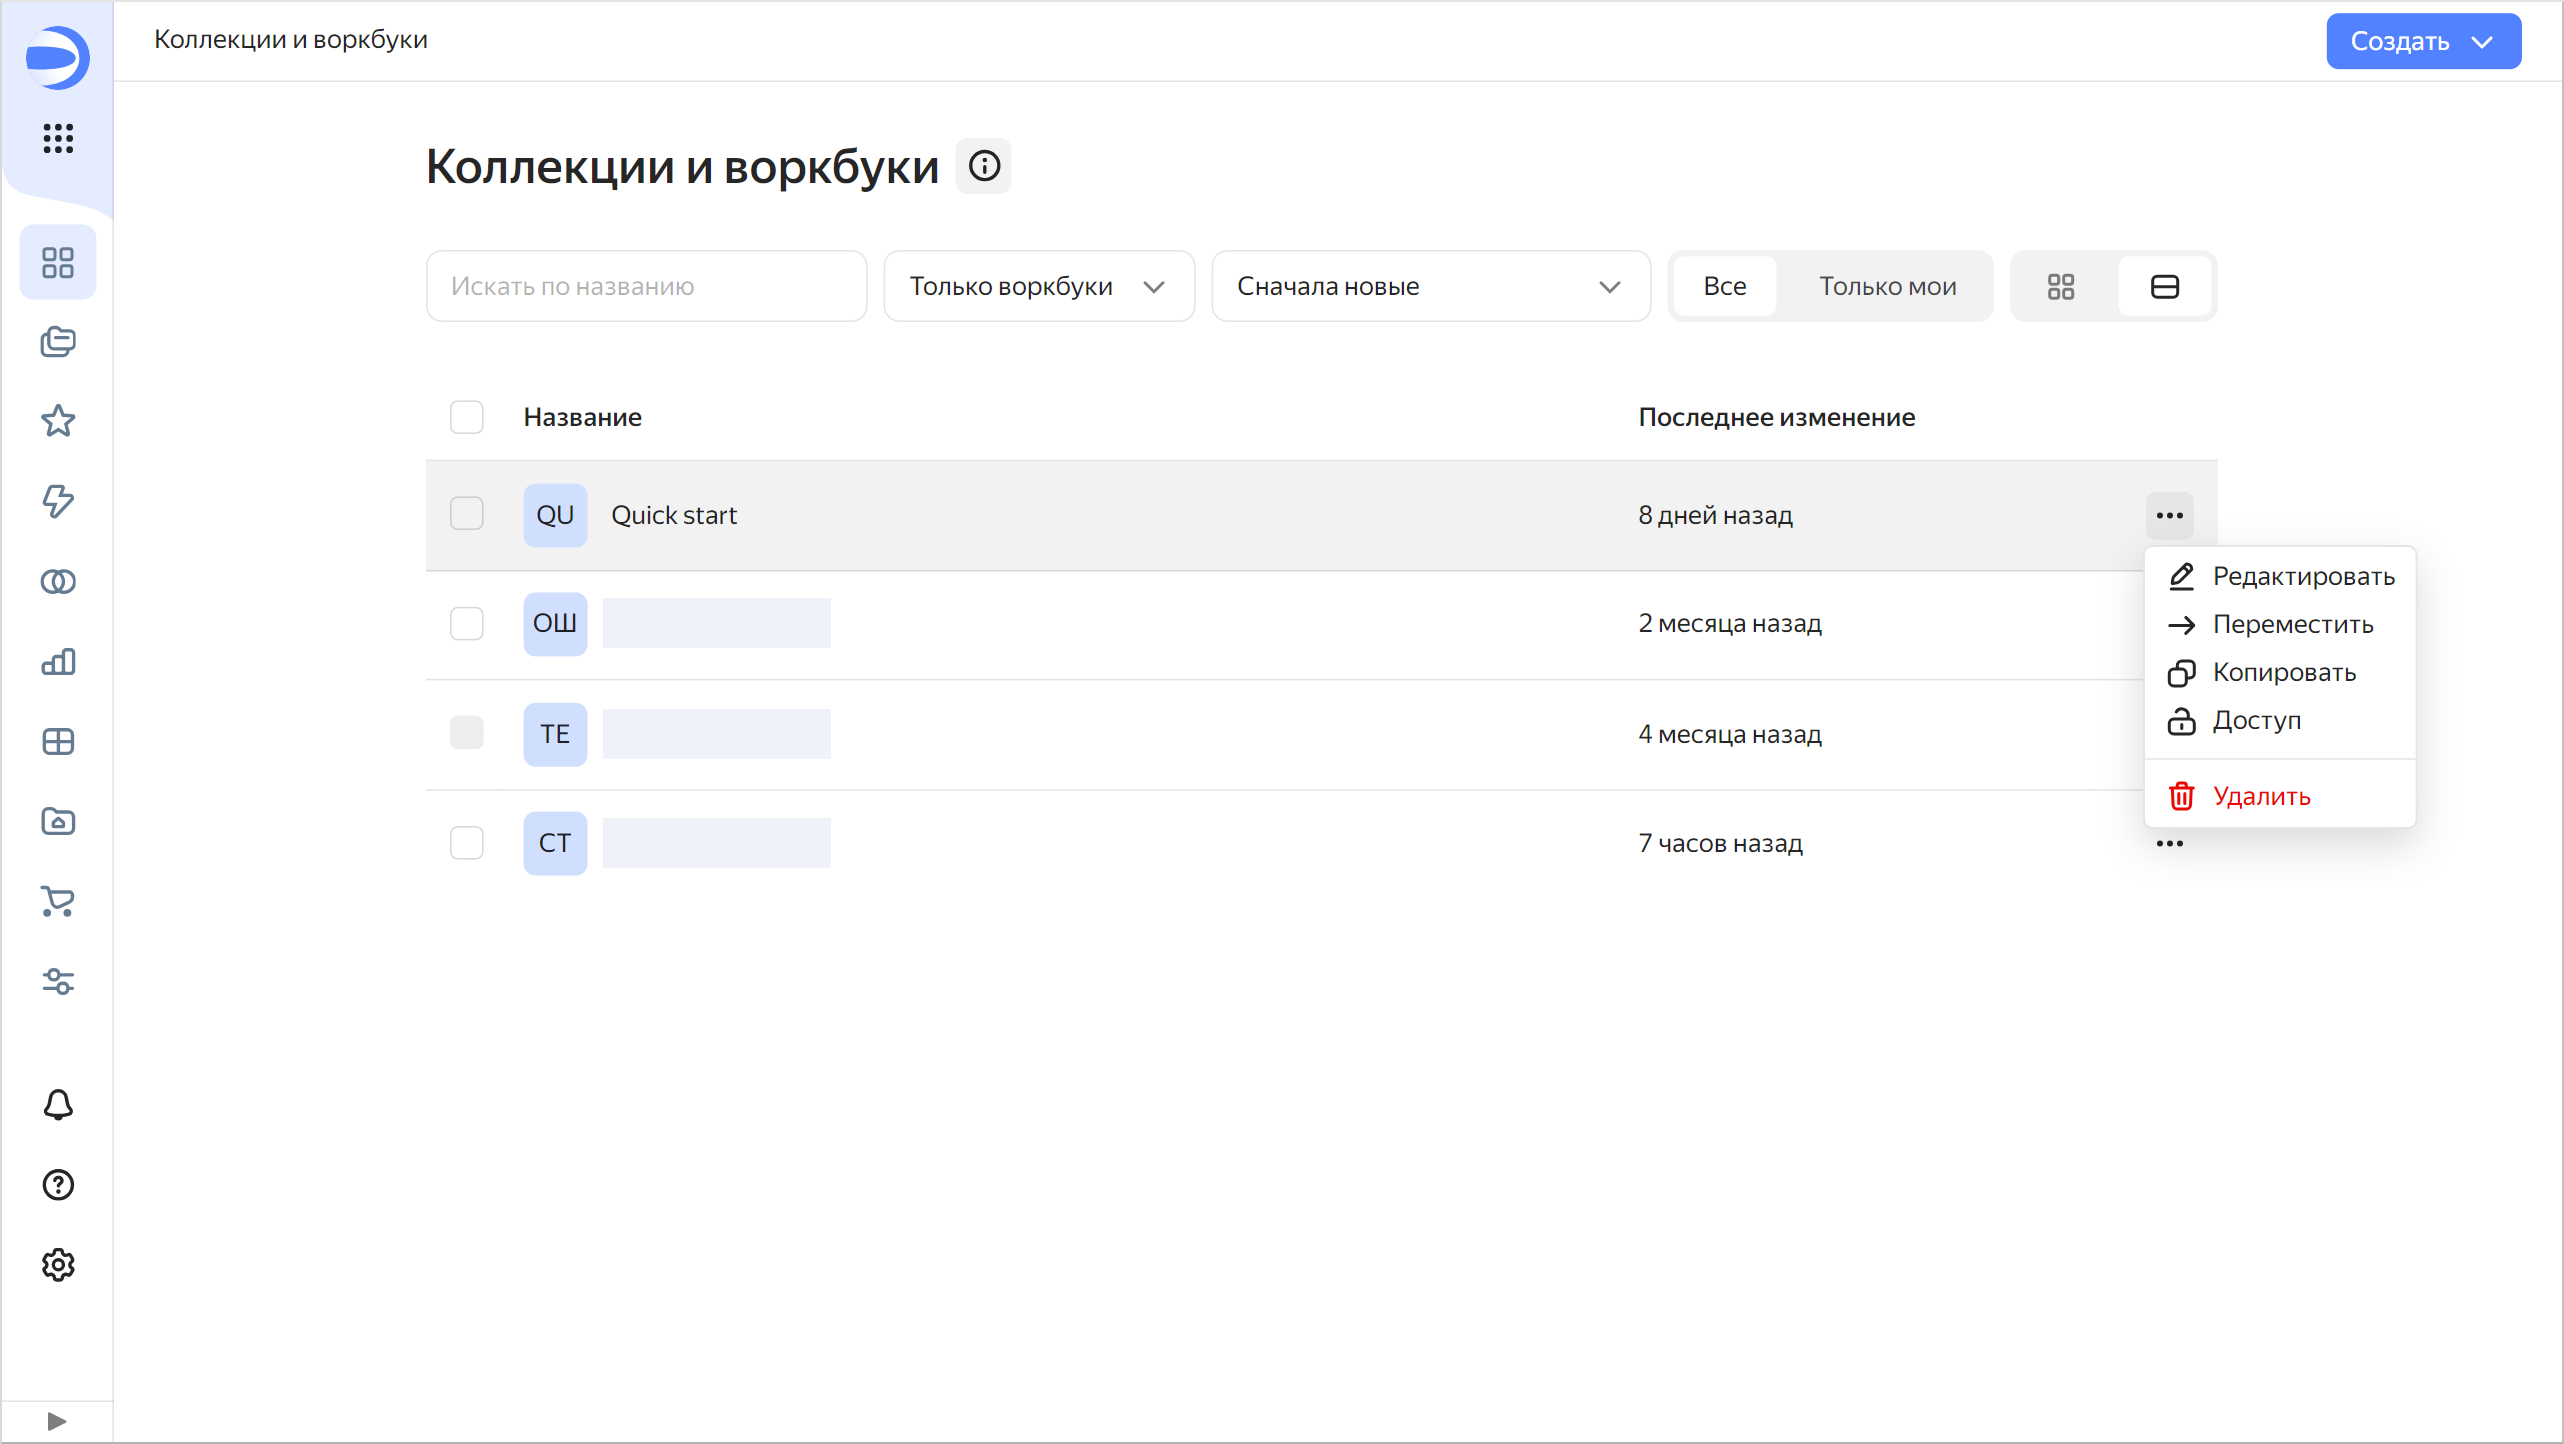 Коллекции и воркбуки
Создать
Коллекции и воркбуки
Искать по названию
Только воркбуки
Сначала новые
Все
Только мои
Название
Последнее изменение
QU
Quick start
8 дней назад
Редактировать
Переместить
Копировать
Доступ
Удалить
ОШ
2 месяца назад
TE
4 месяца назад
СТ
7 часов назад